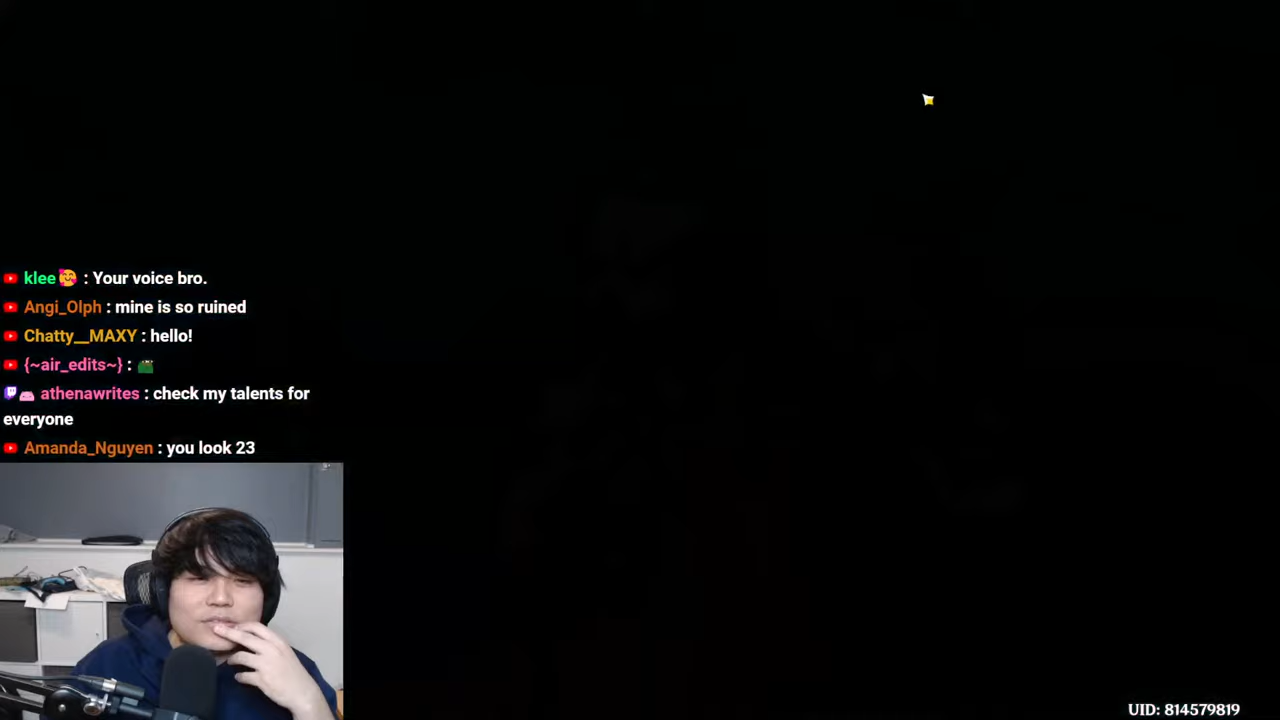 klee🥰 : Your voice bro.
Angi_Olph : mine is so ruined
Chatty__MAXY : hello!
{~air_edits~} :
athenawrites : check my talents for
everyone
Amanda_Nguyen : you look 23
UID: 814579819